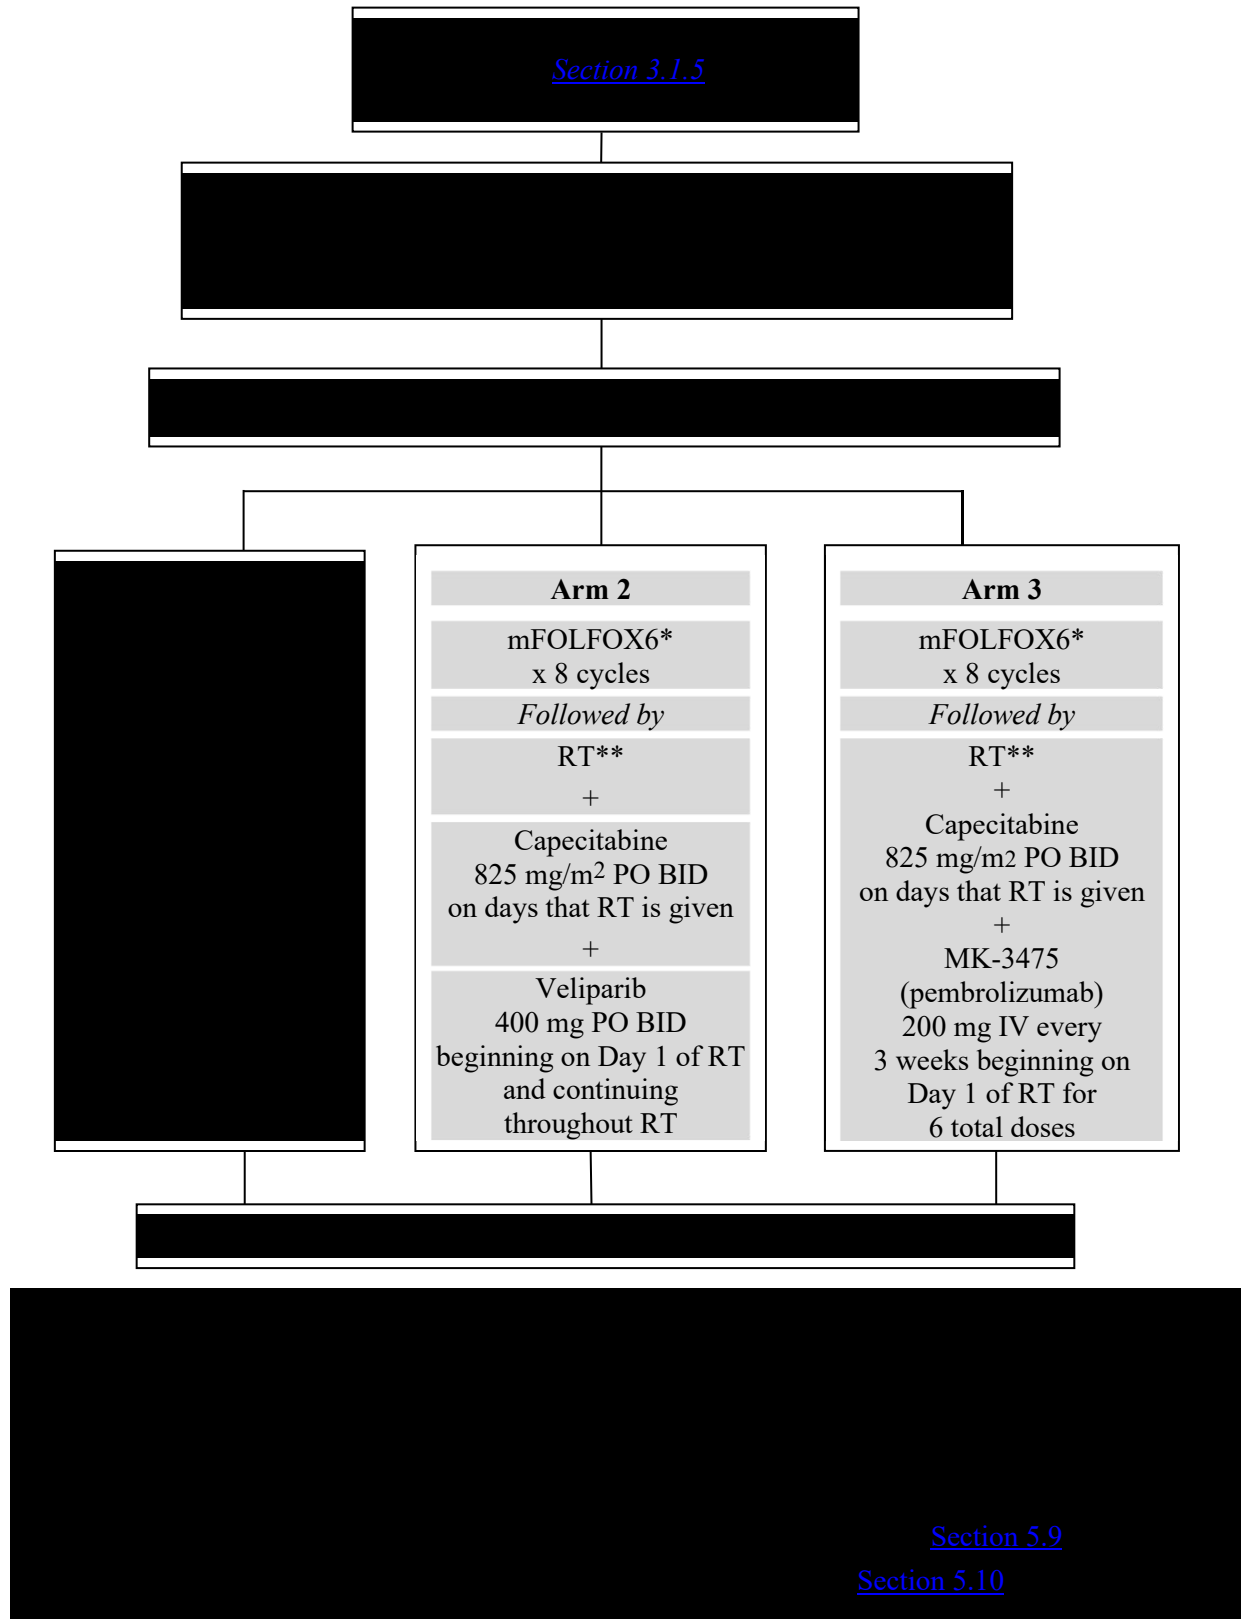 Section 3.1.5
Arm 2
mFOLFOX6*
x 8 cycles
Followed by
RT**
+
Capecitabine
825 mg/m2 PO BID
on days that RT is given
+
Veliparib
400 mg PO BID
beginning on Day 1 of RT
and continuing
throughout RT
Arm 3
mFOLFOX6*
x 8 cycles
Followed by
RT**
+
Capecitabine
825 mg/m2 PO BID
on days that RT is given
+
MK-3475
(pembrolizumab)
200 mg IV every
3 weeks beginning on
Day 1 of RT for
6 total doses
Section 5.9
Section 5.10